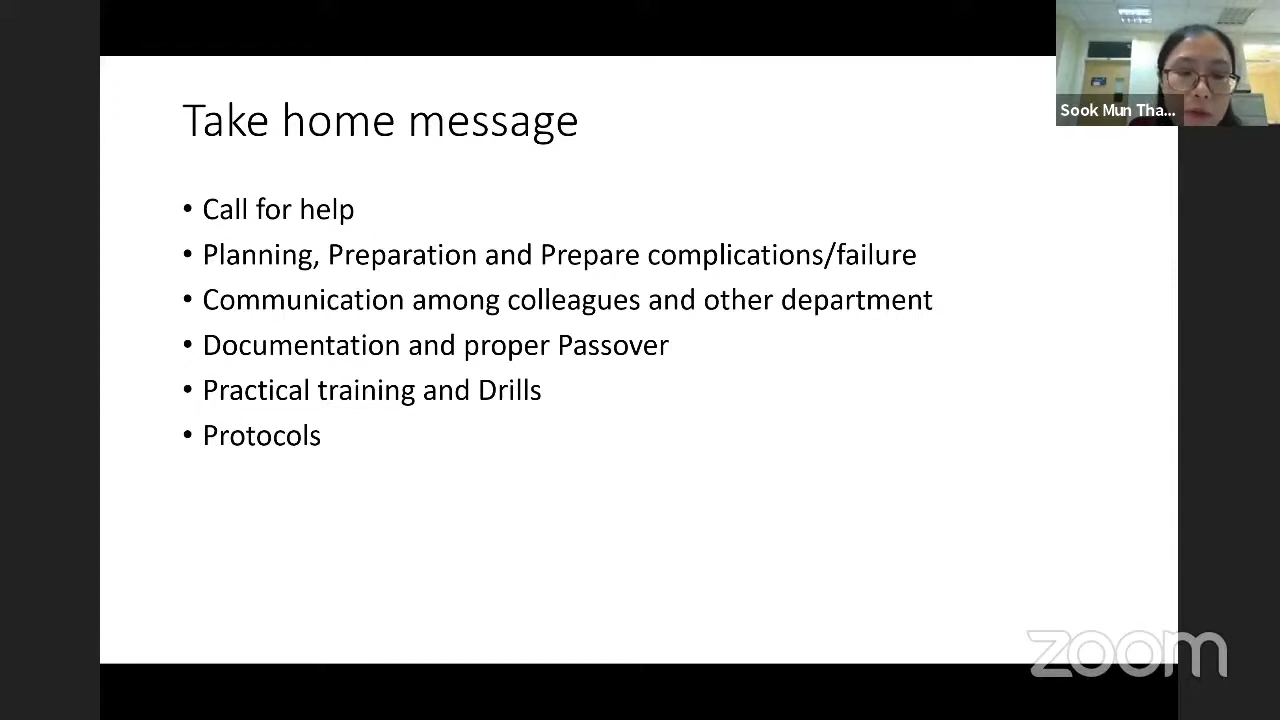 Sook Mun Tha...
Take home message
• Call for help
• Planning, Preparation and Prepare complications/failure
• Communication among colleagues and other department
• Documentation and proper Passover
• Practical training and Drills
• Protocols
zoom